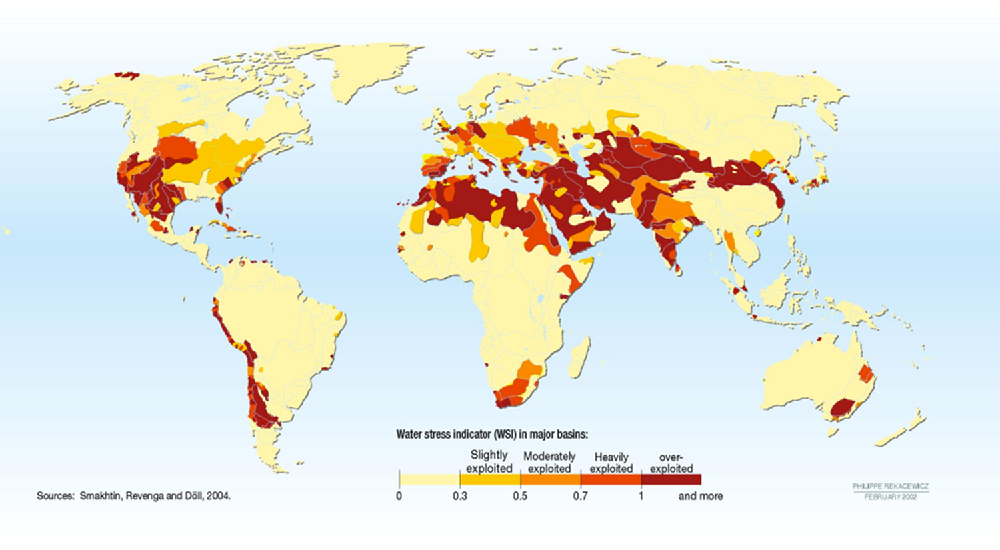 Water stress indicator (WSI) in major basins:
Slightly exploited
Moderately exploited
Heavily exploited
over-exploited
0 0.3 0.5 0.7 1 and more
Sources: Smakhtin, Revenga and Döll, 2004.
PHILIPPE REKACEWICZ
FEBRUARY 2002